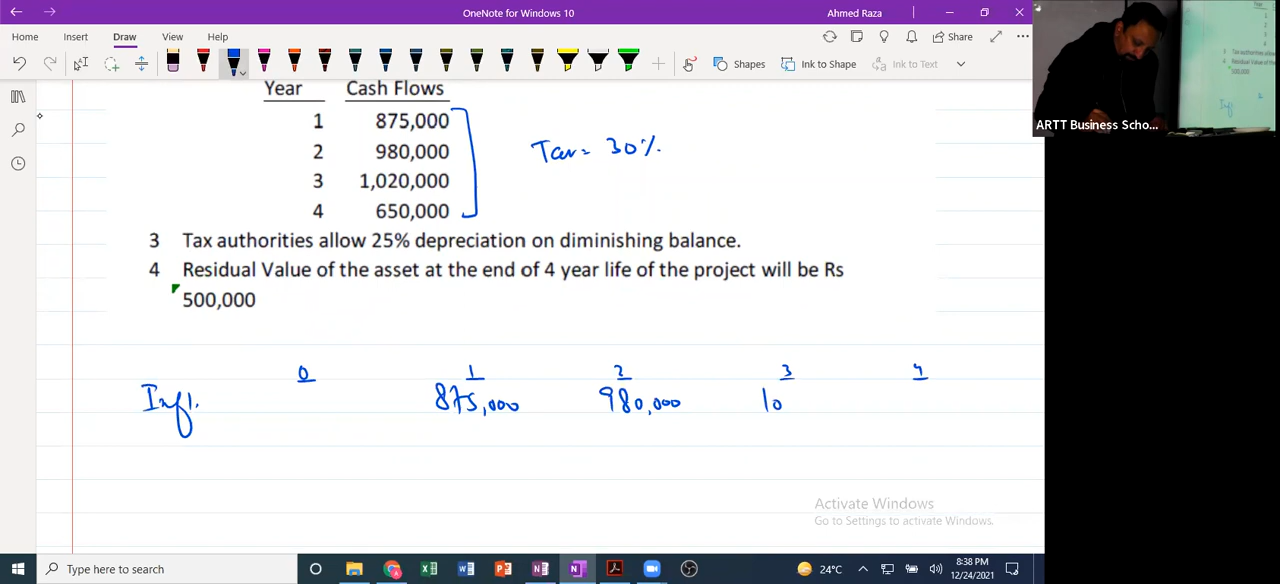 OneNote for Windows 10
Ahmed Raza
Home Insert Draw View Help
Share
Shapes Ink to Shape Ink to Text
Year Cash Flows
1 875,000
2 980,000
3 1,020,000
4 650,000
Tax = 30%
3 Tax authorities allow 25% depreciation on diminishing balance.
4 Residual Value of the asset at the end of 4 year life of the project will be Rs
500,000
0 1 2 3 4
Infl. 875,000 980,000 10
Activate Windows
Go to Settings to activate Windows.
ARTT Business Scho...
Type here to search
24°C
8:38 PM
12/24/2021